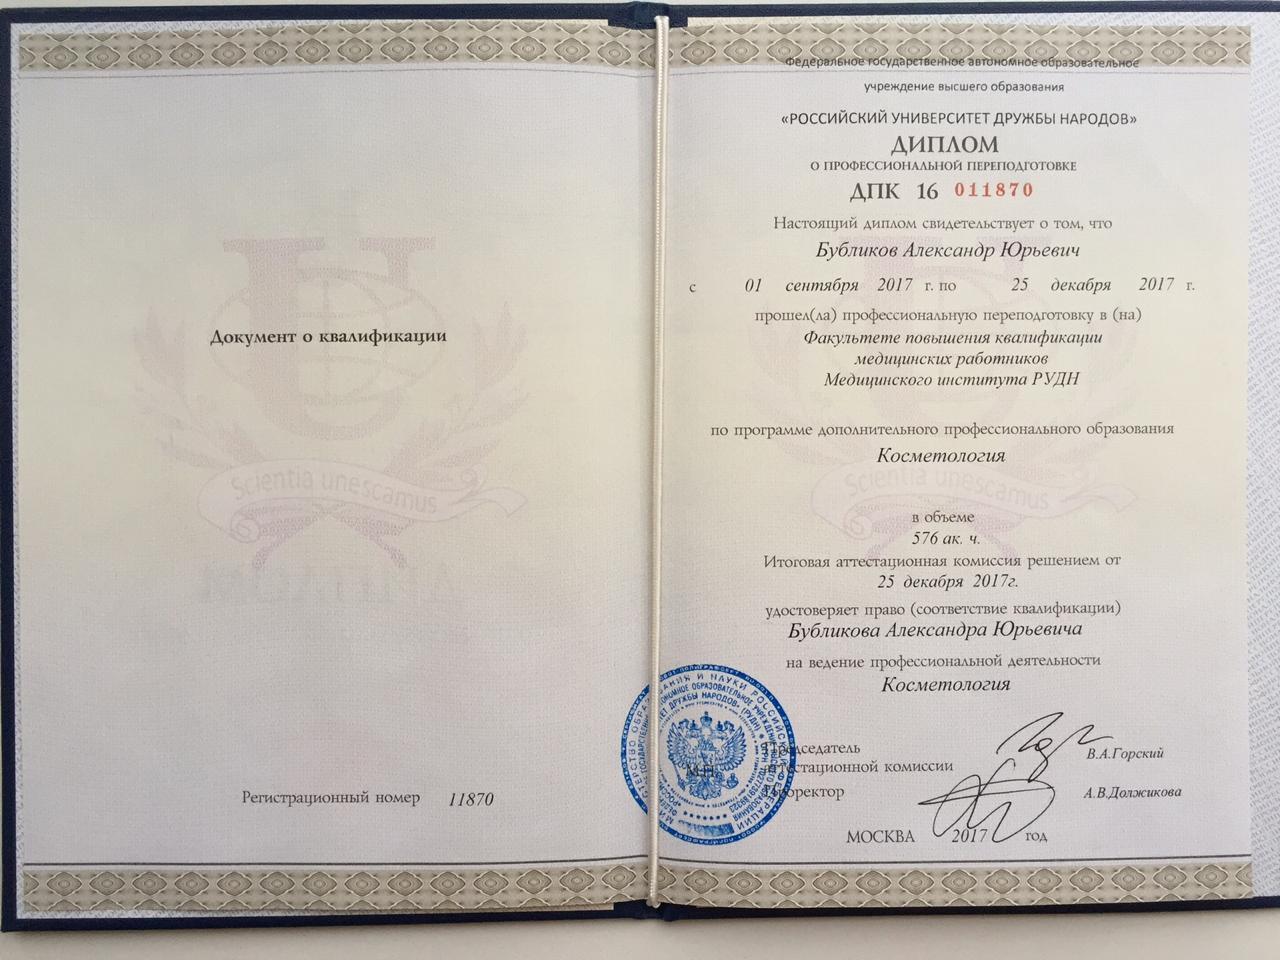 Документ о квалификации
Scientia unescamus
Регистрационный номер 11870
Федеральное государственное автономное образовательное
учреждение высшего образования
«РОССИЙСКИЙ УНИВЕРСИТЕТ ДРУЖБЫ НАРОДОВ»
ДИПЛОМ
О ПРОФЕССИОНАЛЬНОЙ ПЕРЕПОДГОТОВКЕ
ДПК 16 011870
Настоящий диплом свидетельствует о том, что
Бубликов Александр Юрьевич
с 01 сентября 2017 г. по 25 декабря 2017 г.
прошел(ла) профессиональную переподготовку в (на)
Факультете повышения квалификации
медицинских работников
Медицинского института РУДН
по программе дополнительного профессионального образования
Косметология
Scientia unescamus
в объеме
576 ак. ч.
Итоговая аттестационная комиссия решением от
25 декабря 2017г.
удостоверяет право (соответствие квалификации)
Бубликова Александра Юрьевича
на ведение профессиональной деятельности
Косметология
Председатель
аттестационной комиссии В.А.Горский
М.П.
Проректор А.В.Должикова
МОСКВА 2017 год